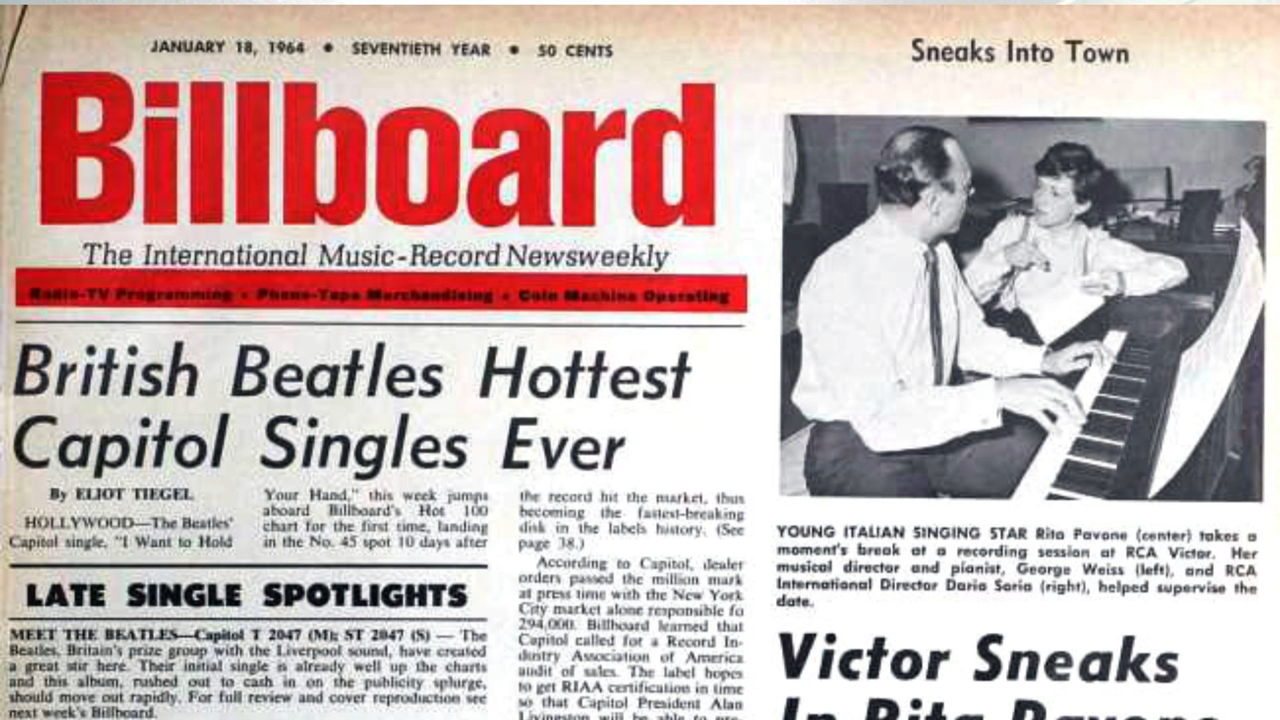 JANUARY 18, 1964 • SEVENTIETH YEAR • 50 CENTS
Billboard
The International Music-Record Newsweekly
Radio-TV Programming • Phono-Tape Merchandising • Coin Machine Operating
British Beatles Hottest
Capitol Singles Ever
By ELIOT TIEGEL
HOLLYWOOD—The Beatles'
Capitol single, "I Want to Hold
Your Hand," this week jumps
aboard Billboard's Hot 100
chart for the first time, landing
in the No. 45 spot 10 days after
the record hit the market, thus
becoming the fastest-breaking
disk in the labels history. (See
page 38.)
According to Capitol, dealer
orders passed the million mark
at press time with the New York
City market alone responsible fo
294,000. Billboard learned that
Capitol called for a Record In-
dustry Association of America
audit of sales. The label hopes
to get RIAA certification in time
so that Capitol President Alan
Livingston will be able to pre-
LATE SINGLE SPOTLIGHTS
MEET THE BEATLES—Capitol T 2047 (M); ST 2047 (S) — The
Beatles, Britain's prize group with the Liverpool sound, have created
a great stir here. Their initial single is already well up the charts
and this album, rushed out to cash in on the publicity splurge,
should move out rapidly. For full review and cover reproduction see
next week's Billboard.
Sneaks Into Town
YOUNG ITALIAN SINGING STAR Rita Pavone (center) takes a
moment's break at a recording session at RCA Victor. Her
musical director and pianist, George Weiss (left), and RCA
International Director Dario Soria (right), helped supervise the
date.
Victor Sneaks
In Rita Pavone